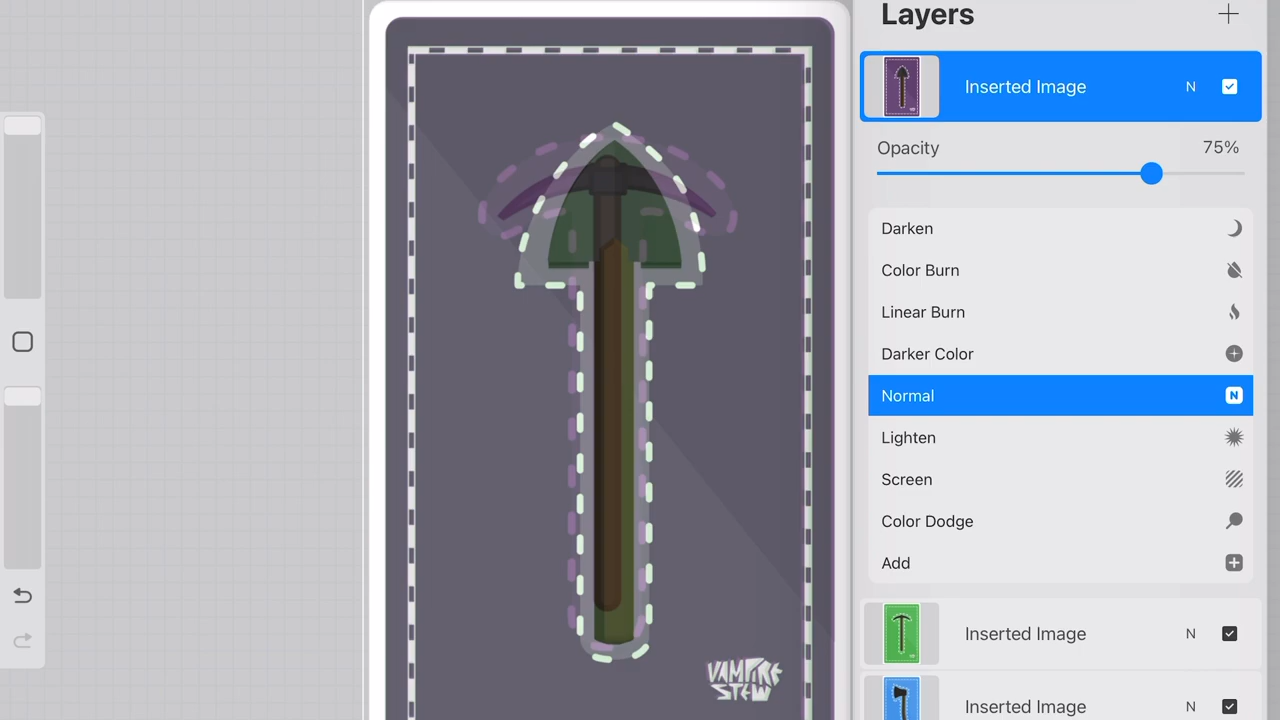 Layers
Inserted Image N
Opacity 75%
Darken
Color Burn
Linear Burn
Darker Color
Normal N
Lighten
Screen
Color Dodge
Add
Inserted Image N
Inserted Image N
VAMPIRE
STEW